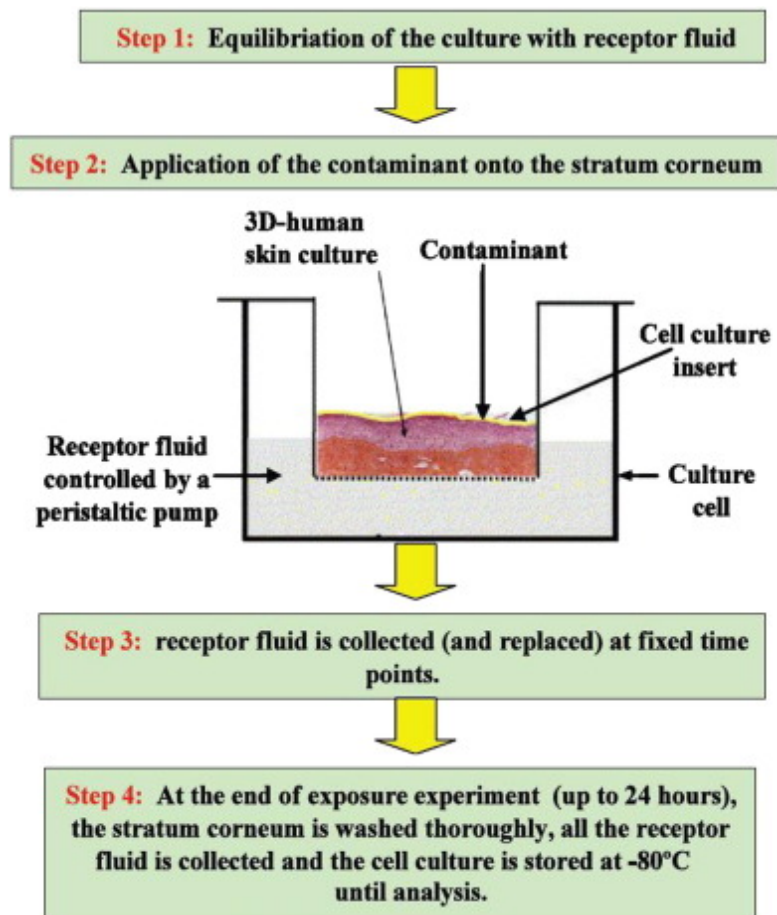 Step 1: Equilibriation of the culture with receptor fluid
Step 2: Application of the contaminant onto the stratum corneum
3D-human
skin culture
Contaminant
Cell culture
insert
Receptor fluid
controlled by a
peristaltic pump
Culture
cell
Step 3: receptor fluid is collected (and replaced) at fixed time
points.
Step 4: At the end of exposure experiment (up to 24 hours),
the stratum corneum is washed thoroughly, all the receptor
fluid is collected and the cell culture is stored at -80ºC
until analysis.